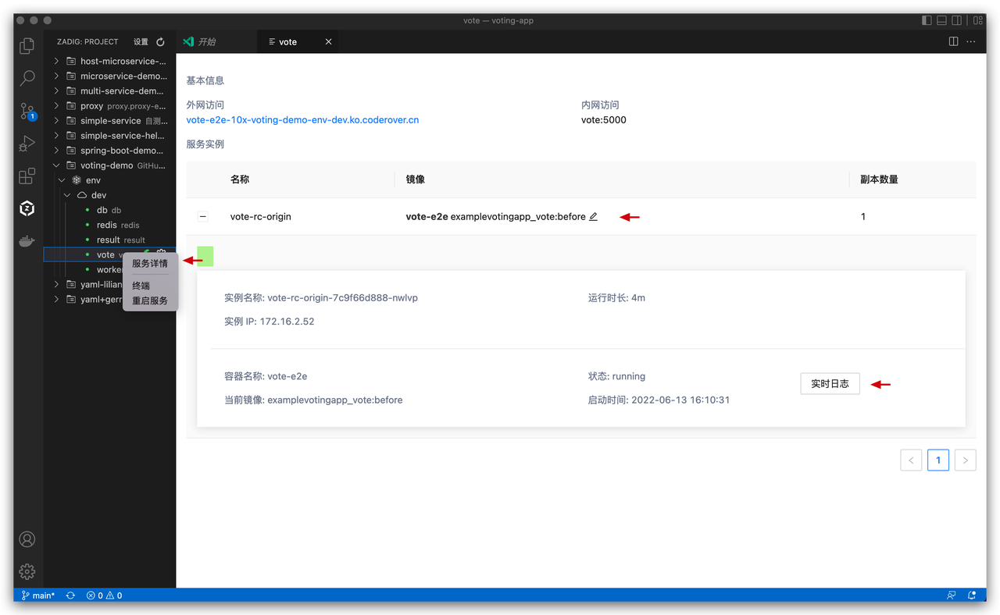 vote — voting-app
ZADIG: PROJECT 设置
开始
vote
host-microservice-...
microservice-demo...
multi-service-dem...
proxy proxy.proxy-e...
simple-service 自测...
simple-service-hel...
spring-boot-demo...
voting-demo GitHu...
env
dev
db db
redis redis
result result
vote
worker
yaml-lilian
yaml+gerr
服务详情
终端
重启服务
1
基本信息
外网访问
内网访问
vote-e2e-10x-voting-demo-env-dev.ko.coderover.cn
vote:5000
服务实例
名称
镜像
副本数量
vote-rc-origin
vote-e2e examplevotingapp_vote:before
1
实例名称: vote-rc-origin-7c9f66d888-nwlvp
运行时长: 4m
实例 IP: 172.16.2.52
容器名称: vote-e2e
状态: running
实时日志
当前镜像: examplevotingapp_vote:before
启动时间: 2022-06-13 16:10:31
< 1 >
main* 0 0